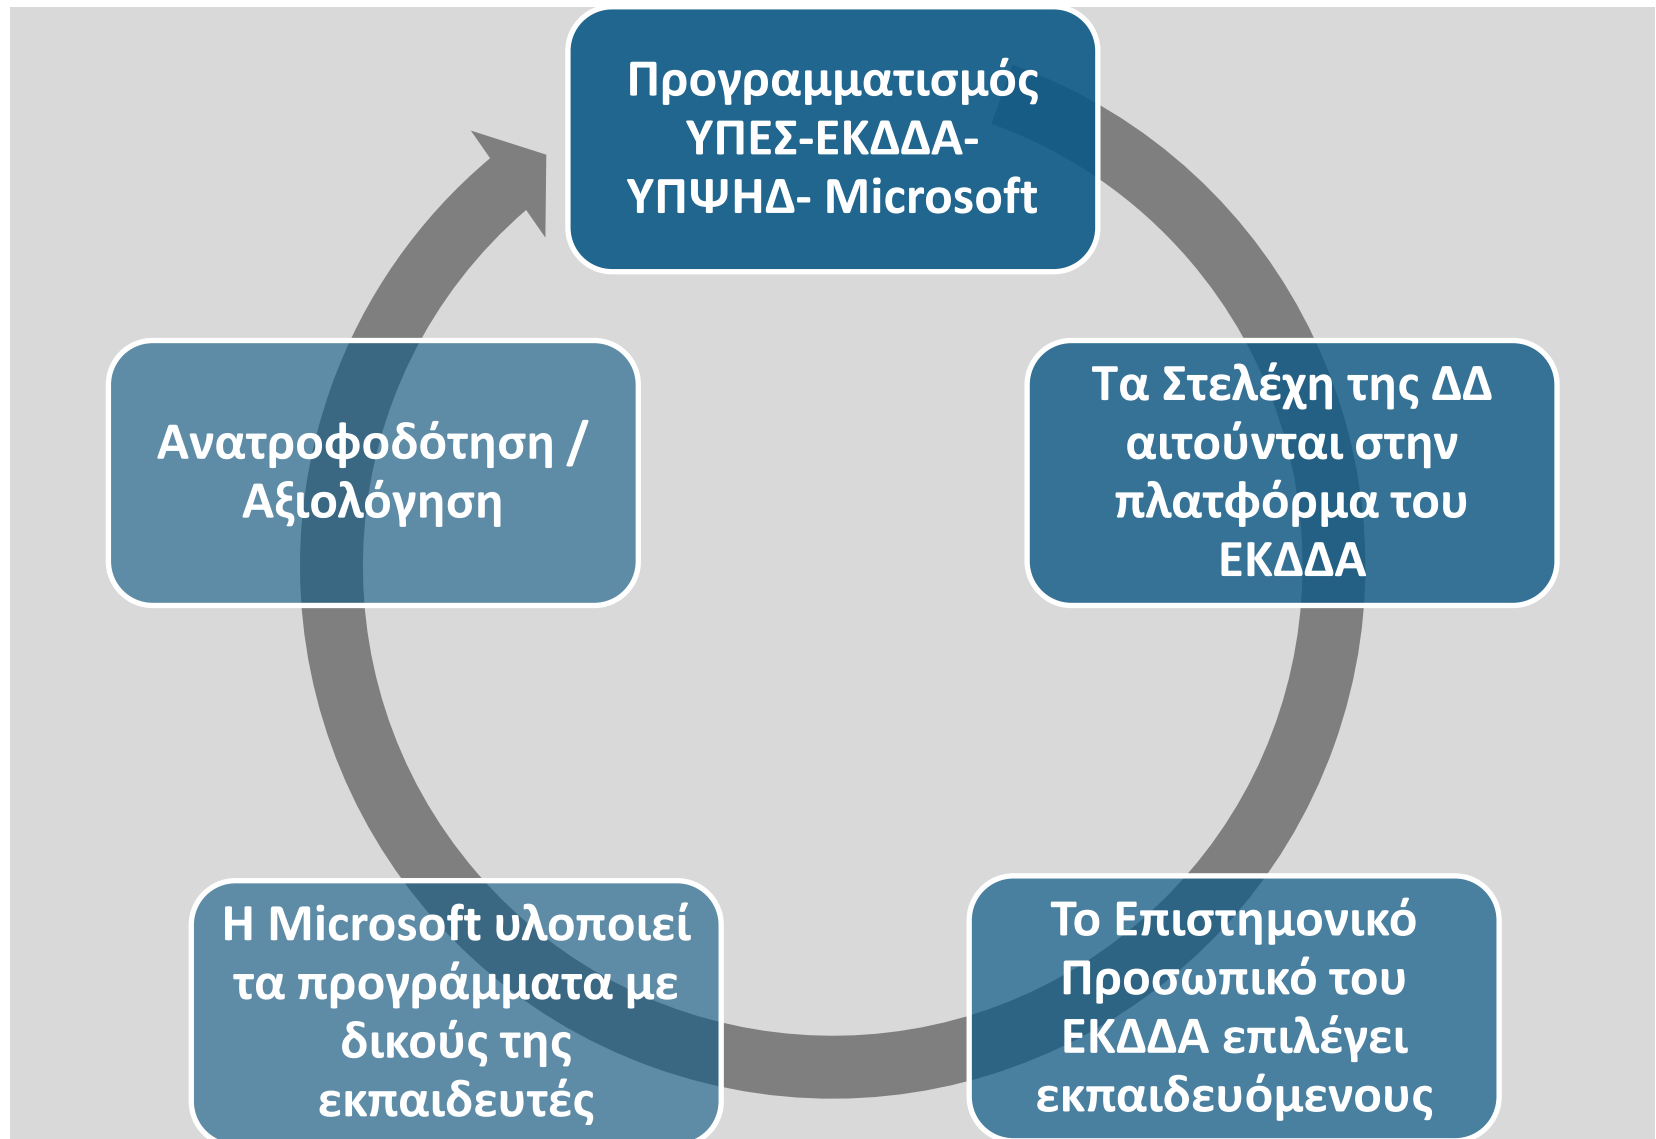 Προγραμματισμός
ΥΠΕΣ-ΕΚΔΔΑ-
ΥΠΨΗΔ- Microsoft
Τα Στελέχη της ΔΔ
αιτούνται στην
πλατφόρμα του
ΕΚΔΔΑ
Το Επιστημονικό
Προσωπικό του
ΕΚΔΔΑ επιλέγει
εκπαιδευόμενους
Η Microsoft υλοποιεί
τα προγράμματα με
δικούς της
εκπαιδευτές
Ανατροφοδότηση /
Αξιολόγηση